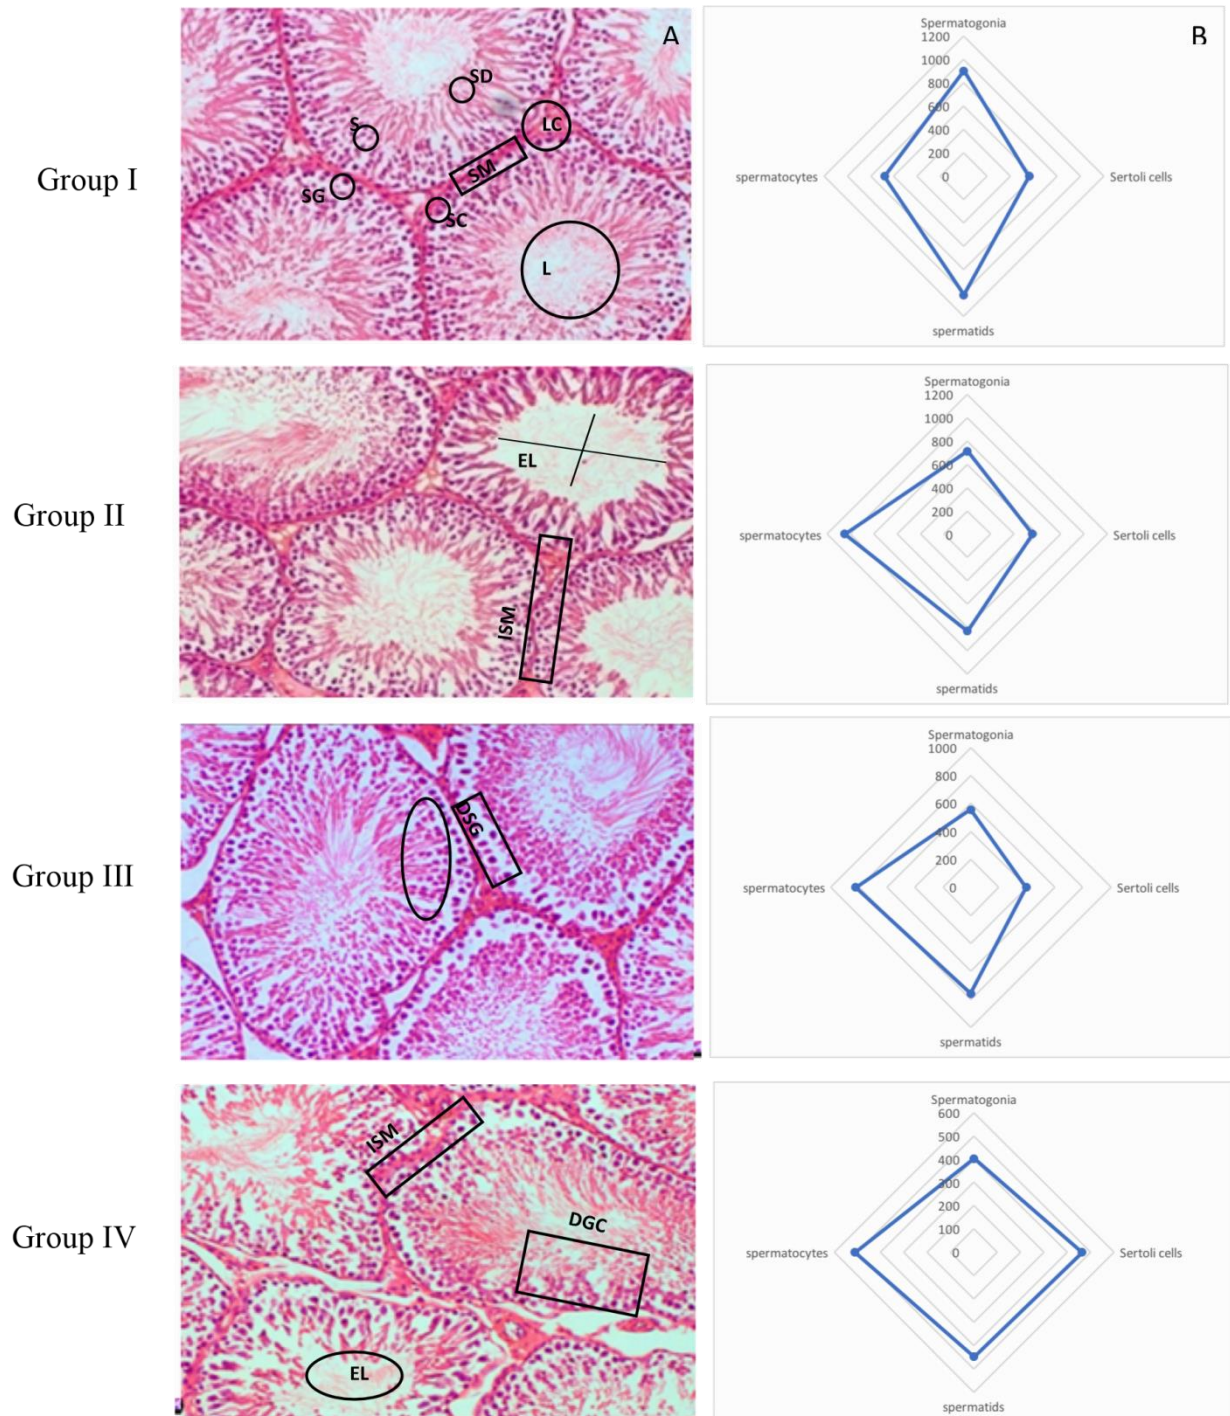 Group I
A
SD
S
LC
SM
SG
SC
L
B
Spermatogonia
1200
1000
800
600
400
200
0
spermatocytes
Sertoli cells
spermatids
Group II
EL
ISM
Spermatogonia
1200
1000
800
600
400
200
0
spermatocytes
Sertoli cells
spermatids
Group III
DSG
Spermatogonia
1000
800
600
400
200
0
spermatocytes
Sertoli cells
spermatids
Group IV
ISM
DGC
EL
Spermatogonia
600
500
400
300
200
100
0
spermatocytes
Sertoli cells
spermatids